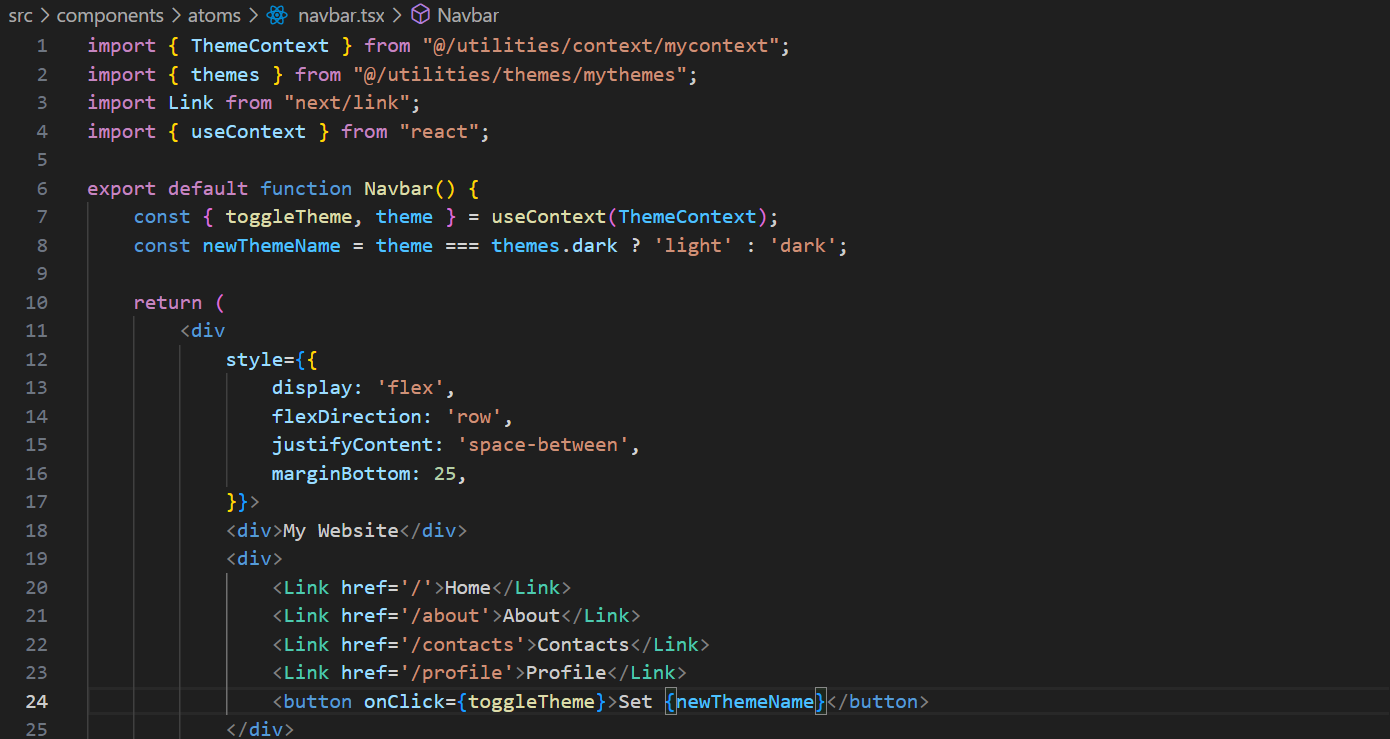 src > components > atoms > navbar.tsx > Navbar
1 import { ThemeContext } from "@/utilities/context/mycontext";
2 import { themes } from "@/utilities/themes/mythemes";
3 import Link from "next/link";
4 import { useContext } from "react";
5
6 export default function Navbar() {
7     const { toggleTheme, theme } = useContext(ThemeContext);
8     const newThemeName = theme === themes.dark ? 'light' : 'dark';
9
10     return (
11         <div
12             style={{
13                 display: 'flex',
14                 flexDirection: 'row',
15                 justifyContent: 'space-between',
16                 marginBottom: 25,
17             }}>
18             <div>My Website</div>
19             <div>
20                 <Link href='/'>Home</Link>
21                 <Link href='/about'>About</Link>
22                 <Link href='/contacts'>Contacts</Link>
23                 <Link href='/profile'>Profile</Link>
24                 <button onClick={toggleTheme}>Set {newThemeName}</button>
25             </div>